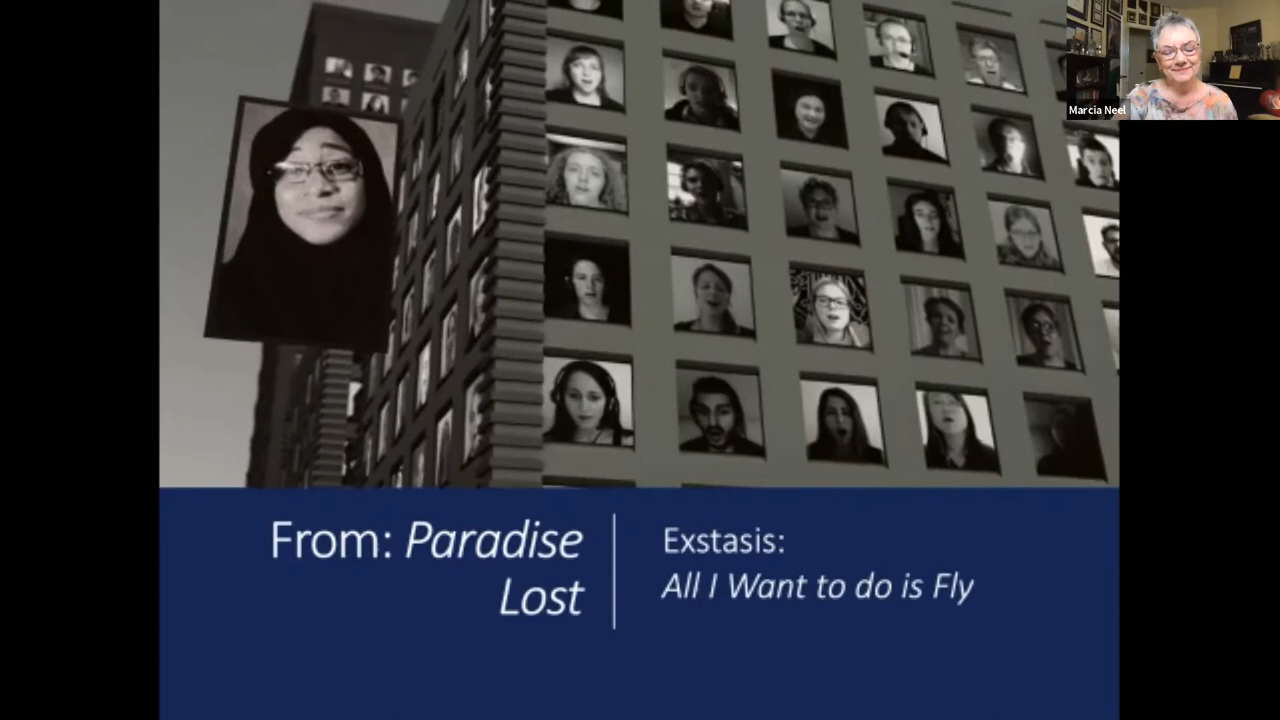 Marcia Neel
From: Paradise
Lost
Exstasis:
All I Want to do is Fly